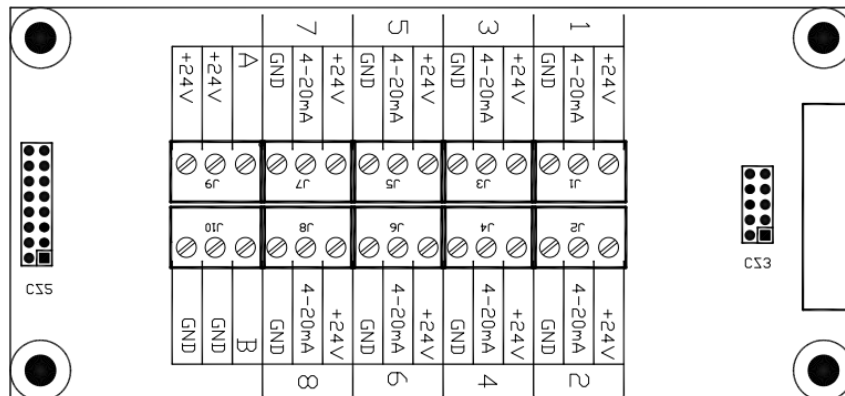 7 5 3 1
+24V +24V A GND 4-20mA +24V GND 4-20mA +24V GND 4-20mA +24V GND 4-20mA +24V
J9 J7 J5 J3 J1
J10 J8 J6 J4 J2
GND GND B GND 4-20mA +24V GND 4-20mA +24V GND 4-20mA +24V GND 4-20mA +24V
8 6 4 2
CZ5
CZ3